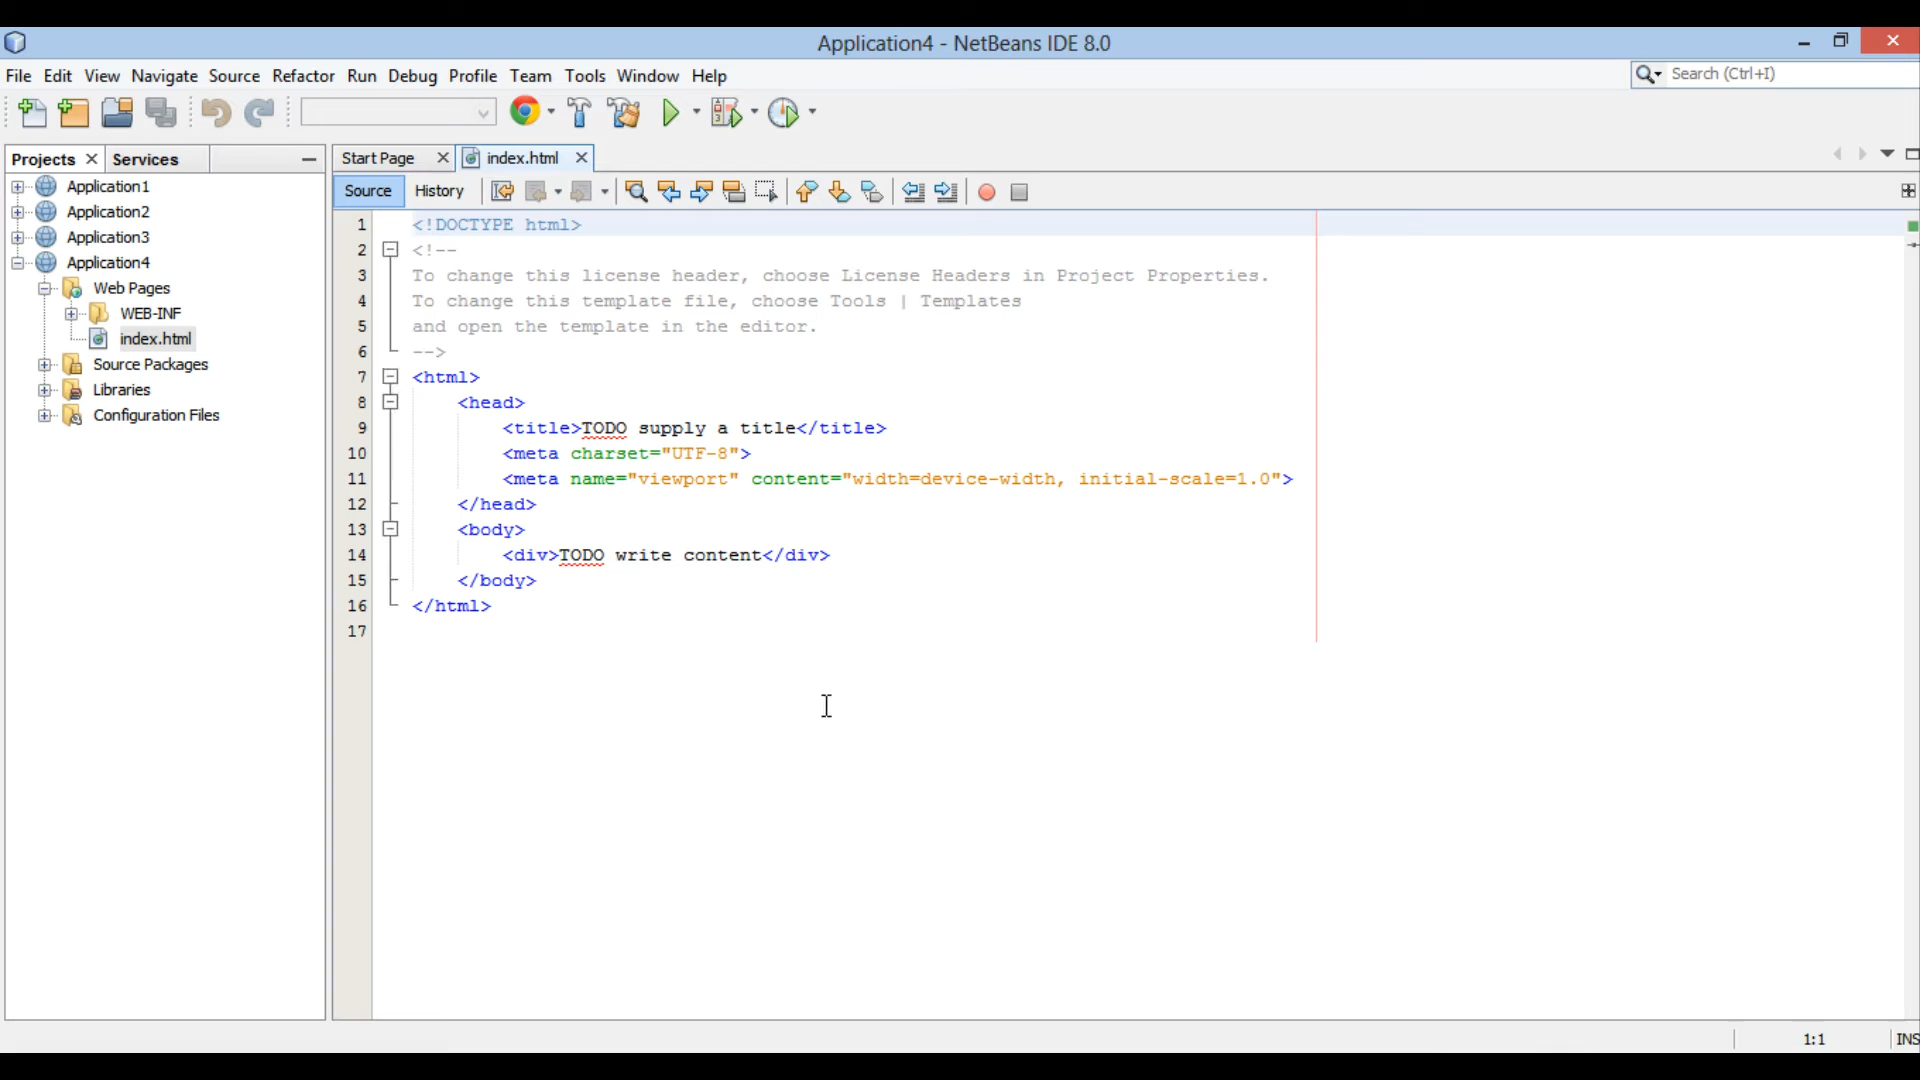 Application4 - NetBeans IDE 8.0
File Edit View Navigate Source Refactor Run Debug Profile Team Tools Window Help
Search (Ctrl+I)
Projects Services
Application1
Application2
Application3
Application4
Web Pages
WEB-INF
index.html
Source Packages
Libraries
Configuration Files
Start Page index.html
Source History
1 <!DOCTYPE html>
2 <!--
3 To change this license header, choose License Headers in Project Properties.
4 To change this template file, choose Tools | Templates
5 and open the template in the editor.
6 -->
7 <html>
8 <head>
9 <title>TODO supply a title</title>
10 <meta charset="UTF-8">
11 <meta name="viewport" content="width=device-width, initial-scale=1.0">
12 </head>
13 <body>
14 <div>TODO write content</div>
15 </body>
16 </html>
17
1:1 INS